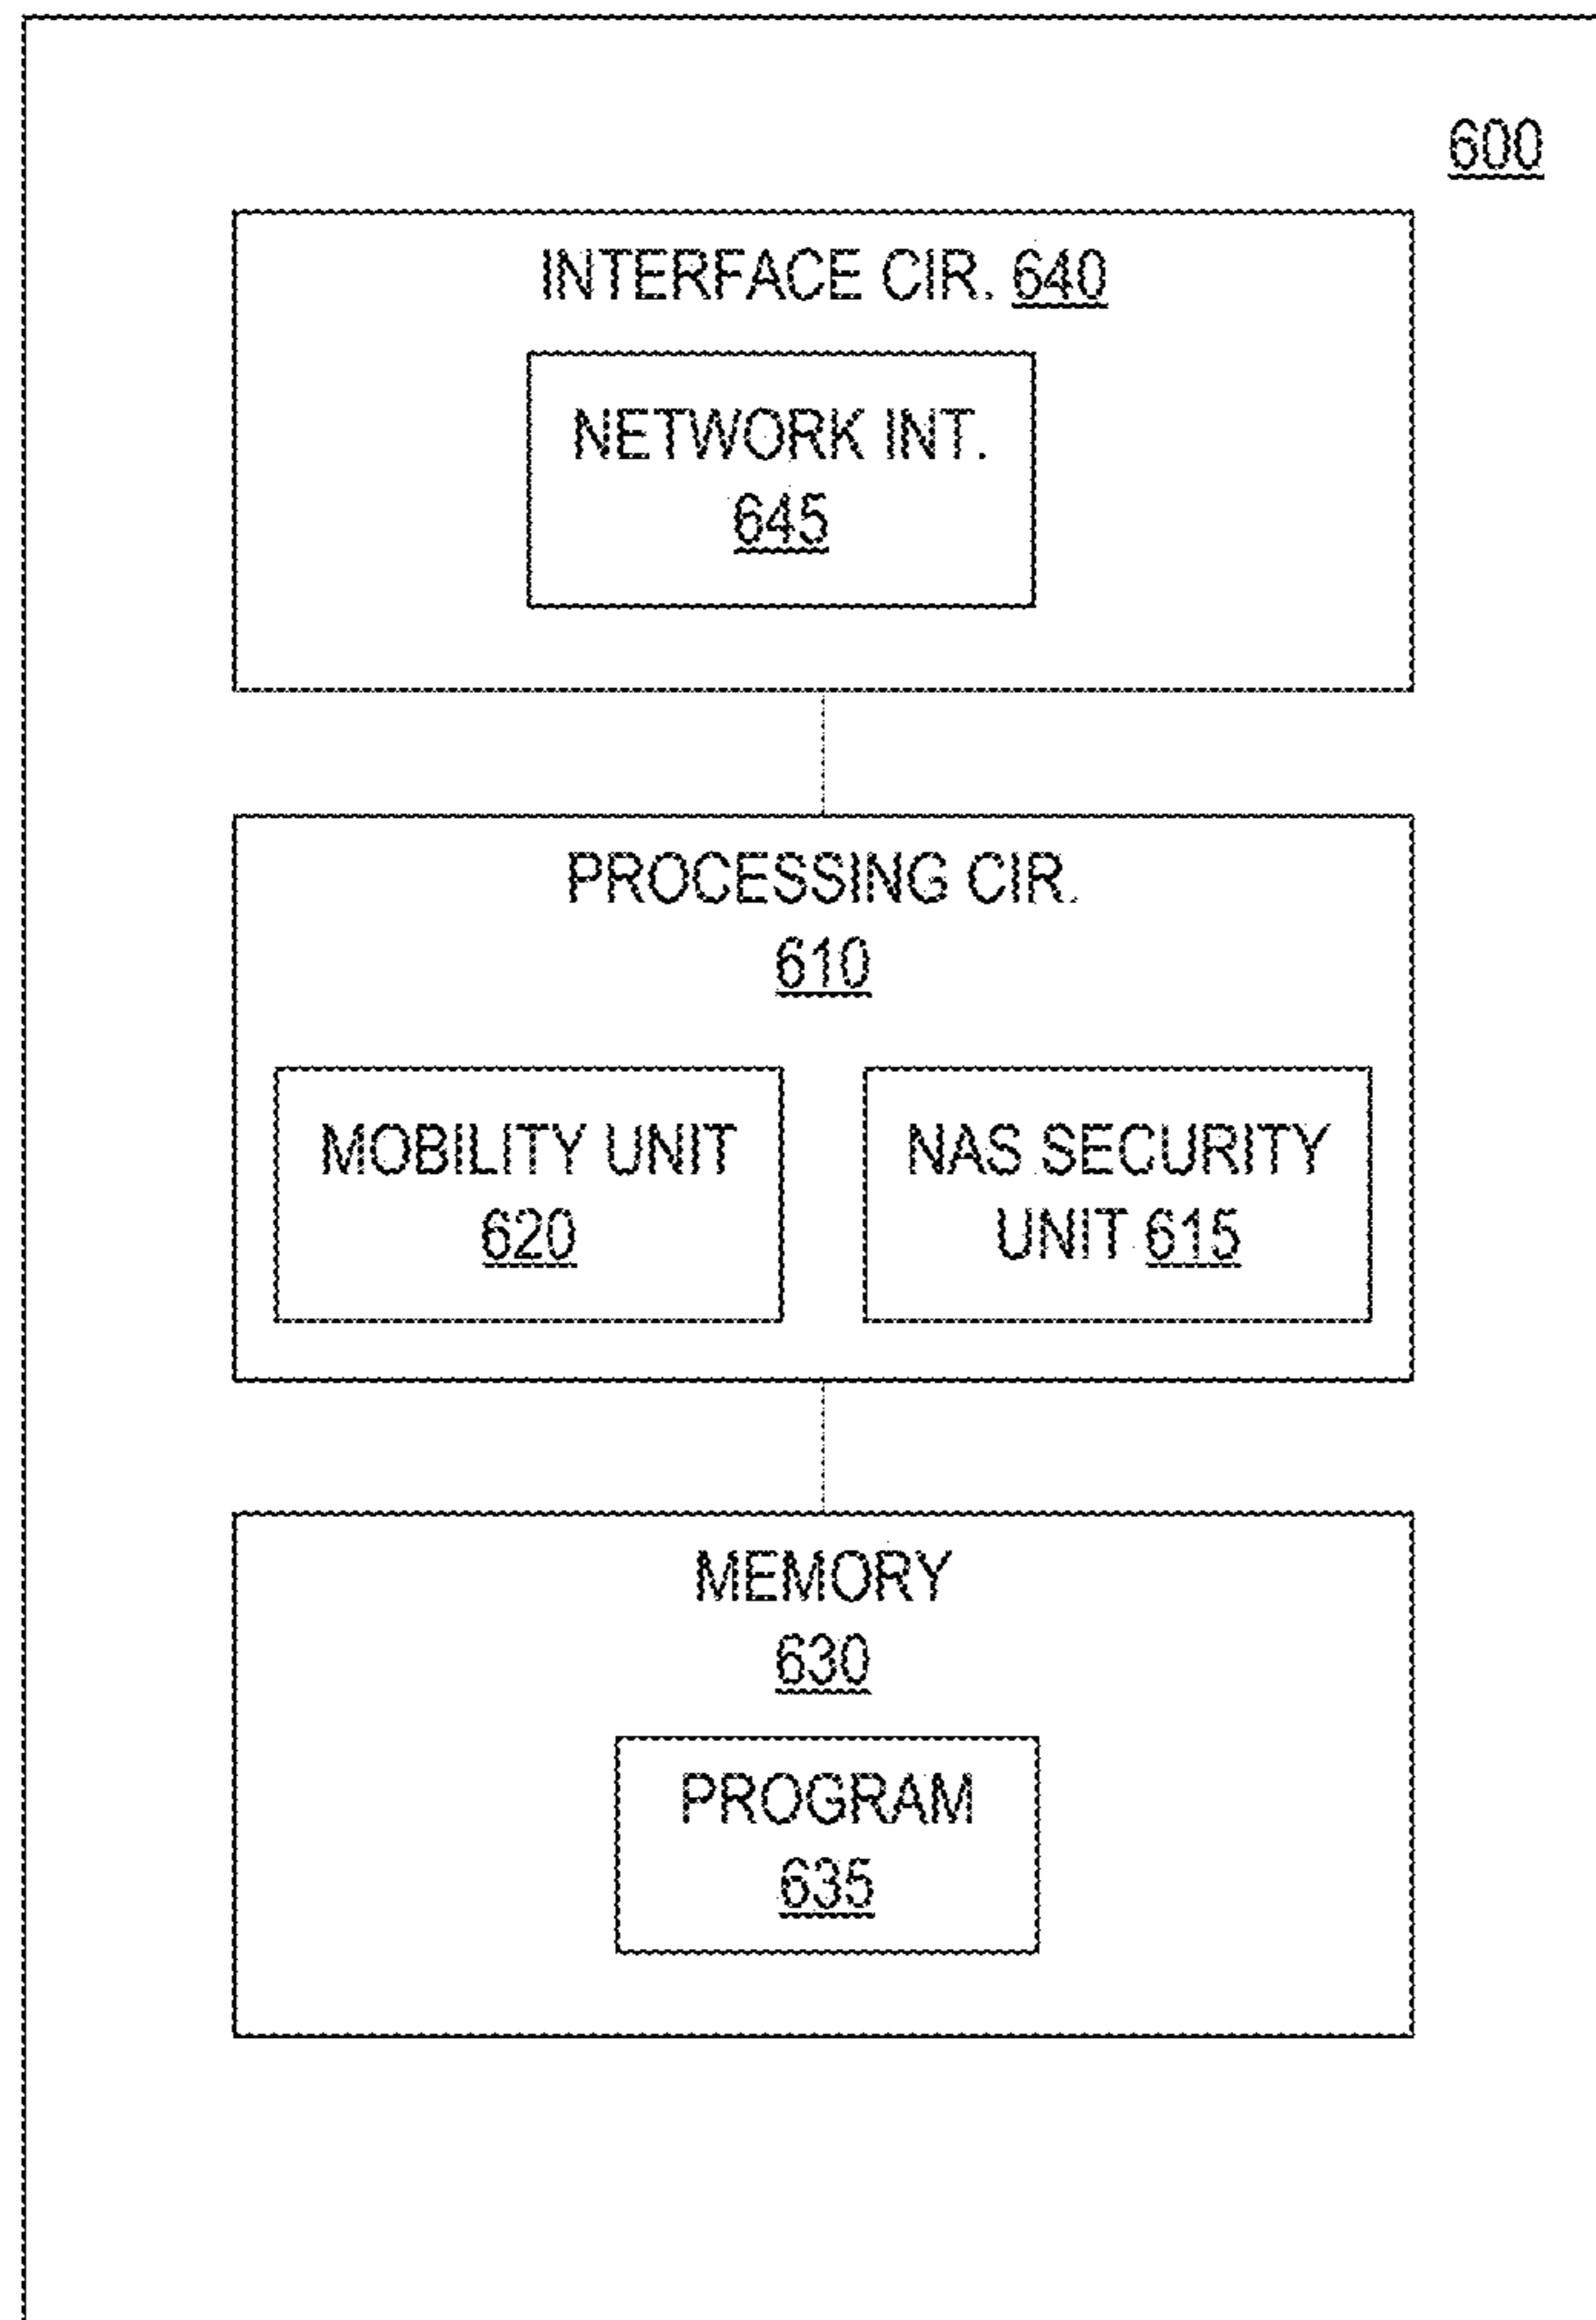 600
INTERFACE CIR. 640
NETWORK INT.
645
PROCESSING CIR.
610
MOBILITY UNIT
620
NAS SECURITY
UNIT 615
MEMORY
630
PROGRAM
635